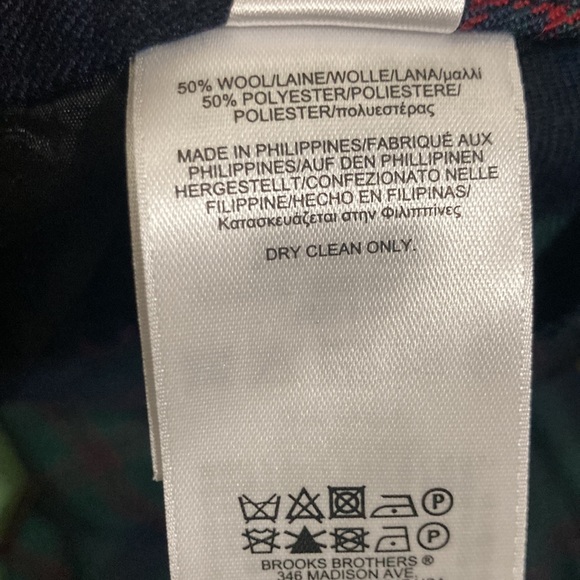 50% WOOL/LAINE/WOLLE/LANA/μαλλί
50% POLYESTER/POLIESTERE/
POLIESTER/πολυεστέρας
MADE IN PHILIPPINES/FABRIQUÉ AUX
PHILIPPINES/AUF DEN PHILLIPINEN
HERGESTELLT/CONFEZIONATO NELLE
FILIPPINE/HECHO EN FILIPINAS/
Κατασκευάζεται στην Φιλιππίνες
DRY CLEAN ONLY.
P
P
BROOKS BROTHERS ®
346 MADISON AVE.